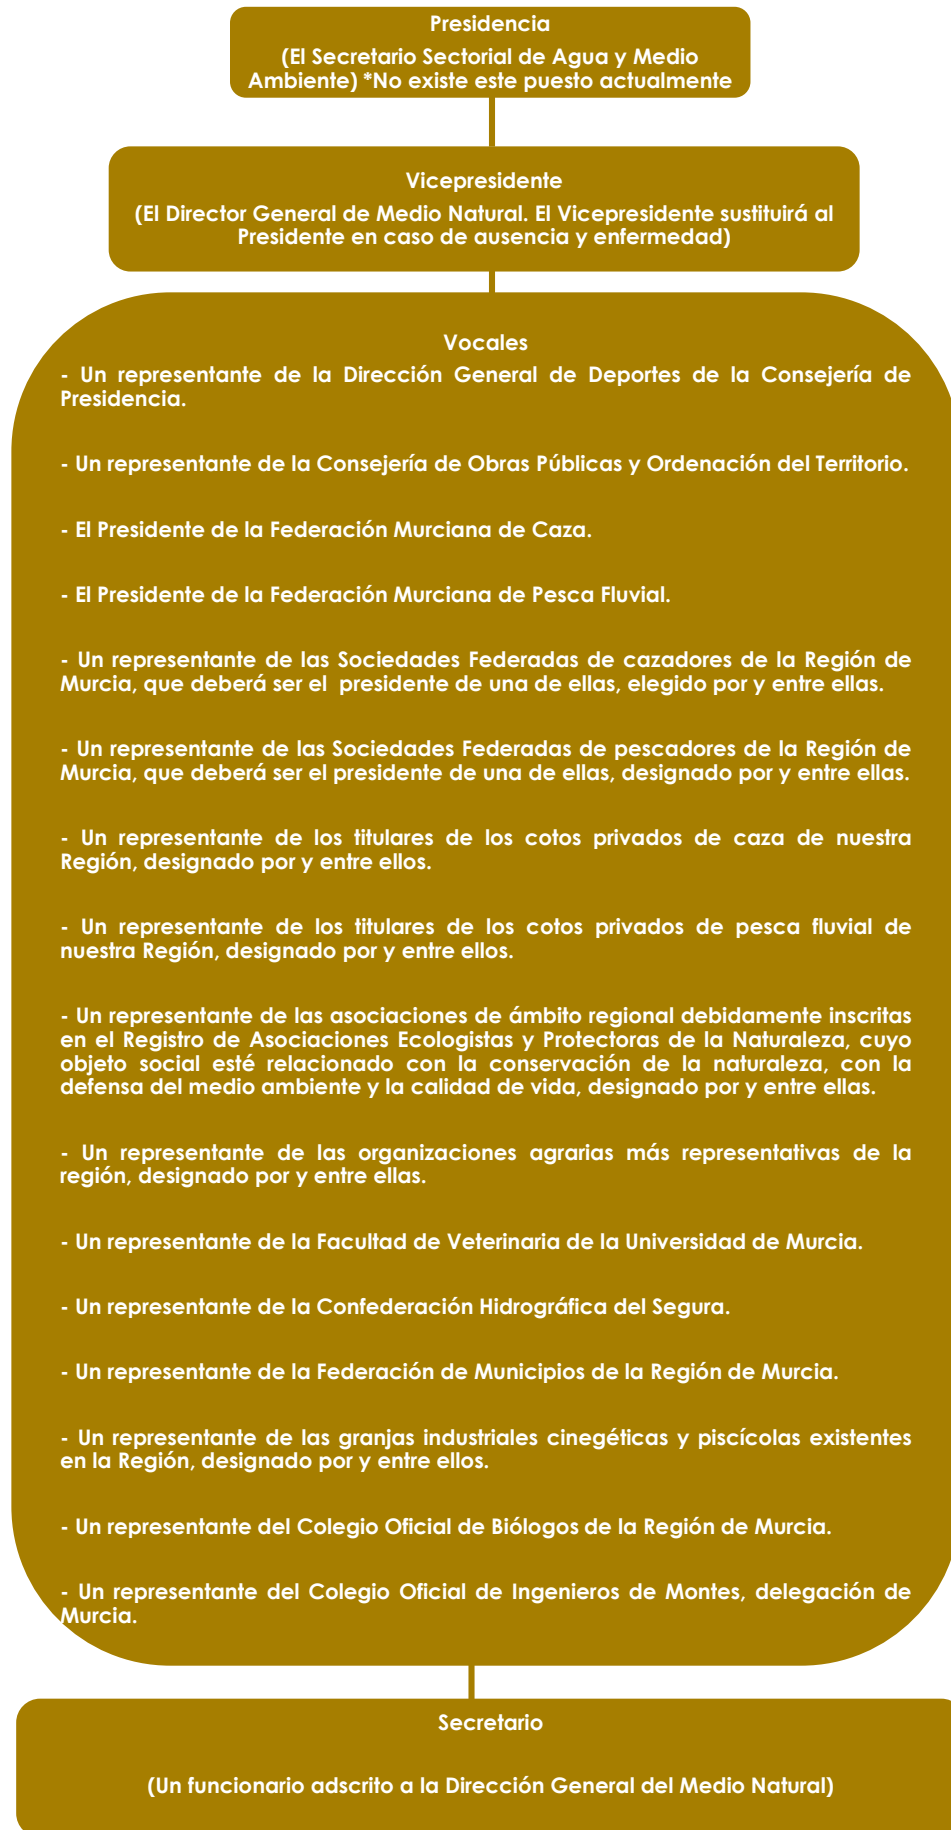 Presidencia
(El Secretario Sectorial de Agua y Medio
Ambiente) *No existe este puesto actualmente
Vicepresidente
(El Director General de Medio Natural. El Vicepresidente sustituirá al
Presidente en caso de ausencia y enfermedad)
Vocales
- Un representante de la Dirección General de Deportes de la Consejería de
Presidencia.
- Un representante de la Consejería de Obras Públicas y Ordenación del Territorio.
- El Presidente de la Federación Murciana de Caza.
- El Presidente de la Federación Murciana de Pesca Fluvial.
- Un representante de las Sociedades Federadas de cazadores de la Región de
Murcia, que deberá ser el presidente de una de ellas, elegido por y entre ellas.
- Un representante de las Sociedades Federadas de pescadores de la Región de
Murcia, que deberá ser el presidente de una de ellas, designado por y entre ellas.
- Un representante de los titulares de los cotos privados de caza de nuestra
Región, designado por y entre ellos.
- Un representante de los titulares de los cotos privados de pesca fluvial de
nuestra Región, designado por y entre ellos.
- Un representante de las asociaciones de ámbito regional debidamente inscritas
en el Registro de Asociaciones Ecologistas y Protectoras de la Naturaleza, cuyo
objeto social esté relacionado con la conservación de la naturaleza, con la
defensa del medio ambiente y la calidad de vida, designado por y entre ellas.
- Un representante de las organizaciones agrarias más representativas de la
región, designado por y entre ellas.
- Un representante de la Facultad de Veterinaria de la Universidad de Murcia.
- Un representante de la Confederación Hidrográfica del Segura.
- Un representante de la Federación de Municipios de la Región de Murcia.
- Un representante de las granjas industriales cinegéticas y piscícolas existentes
en la Región, designado por y entre ellos.
- Un representante del Colegio Oficial de Biólogos de la Región de Murcia.
- Un representante del Colegio Oficial de Ingenieros de Montes, delegación de
Murcia.
Secretario
(Un funcionario adscrito a la Dirección General del Medio Natural)